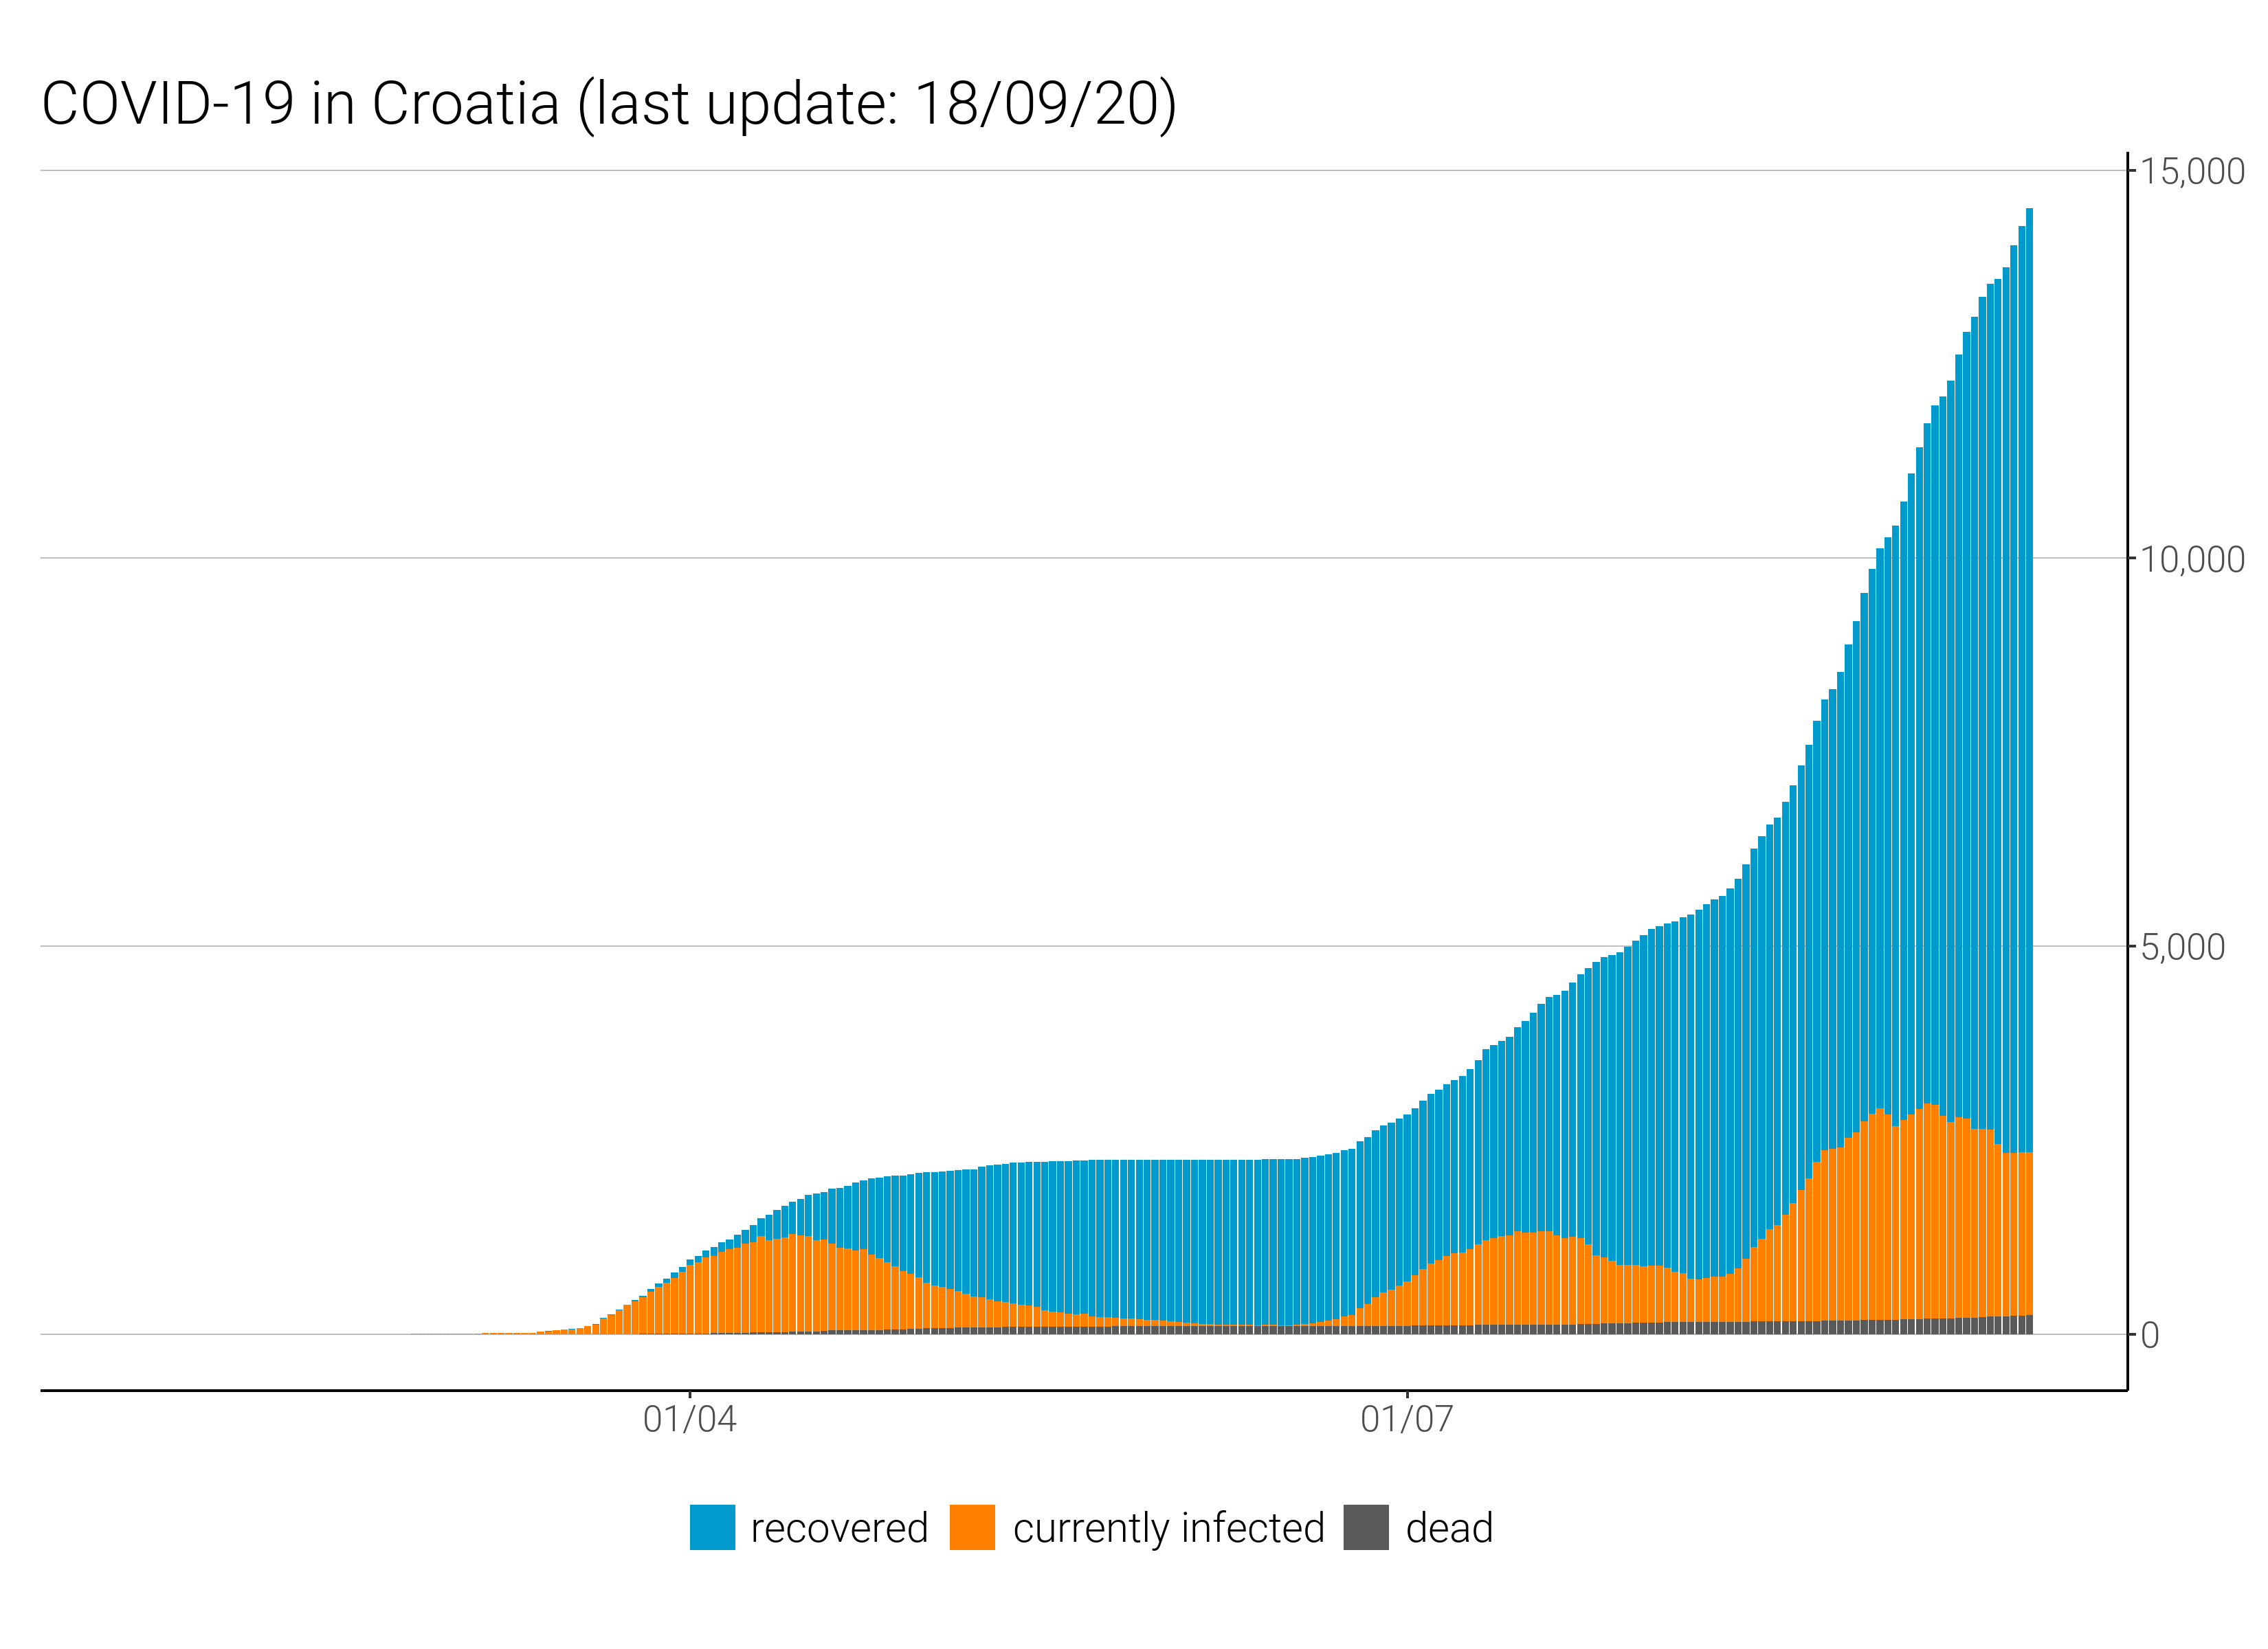 COVID-19 in Croatia (last update: 18/09/20)
15,000
10,000
5,000
0
01/04 01/07
recovered currently infected dead